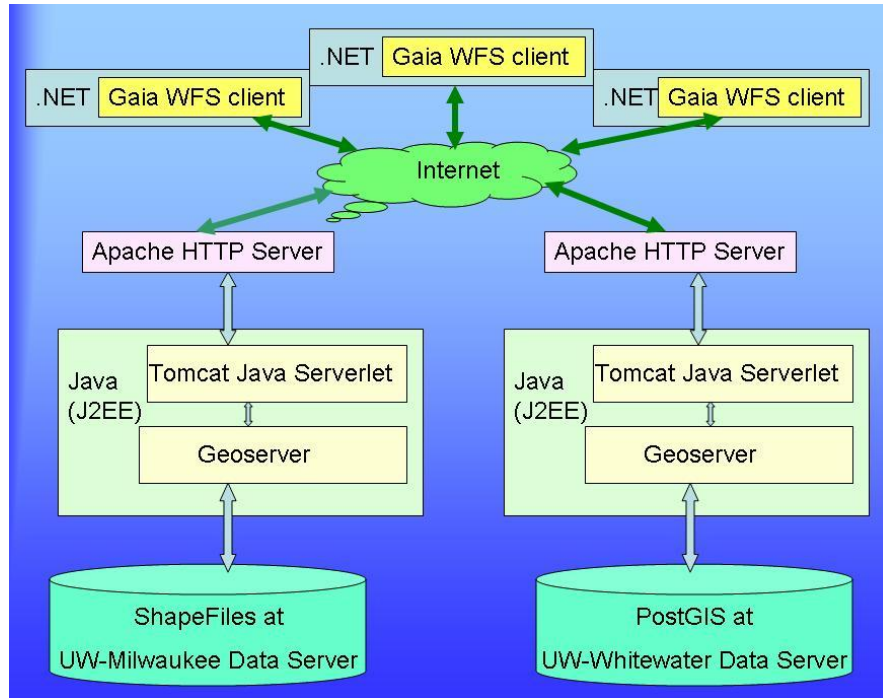 .NET Gaia WFS client
.NET Gaia WFS client
.NET Gaia WFS client
Internet
Apache HTTP Server
Apache HTTP Server
Java
(J2EE)
Tomcat Java Serverlet
Geoserver
Java
(J2EE)
Tomcat Java Serverlet
Geoserver
ShapeFiles at
UW-Milwaukee Data Server
PostGIS at
UW-Whitewater Data Server